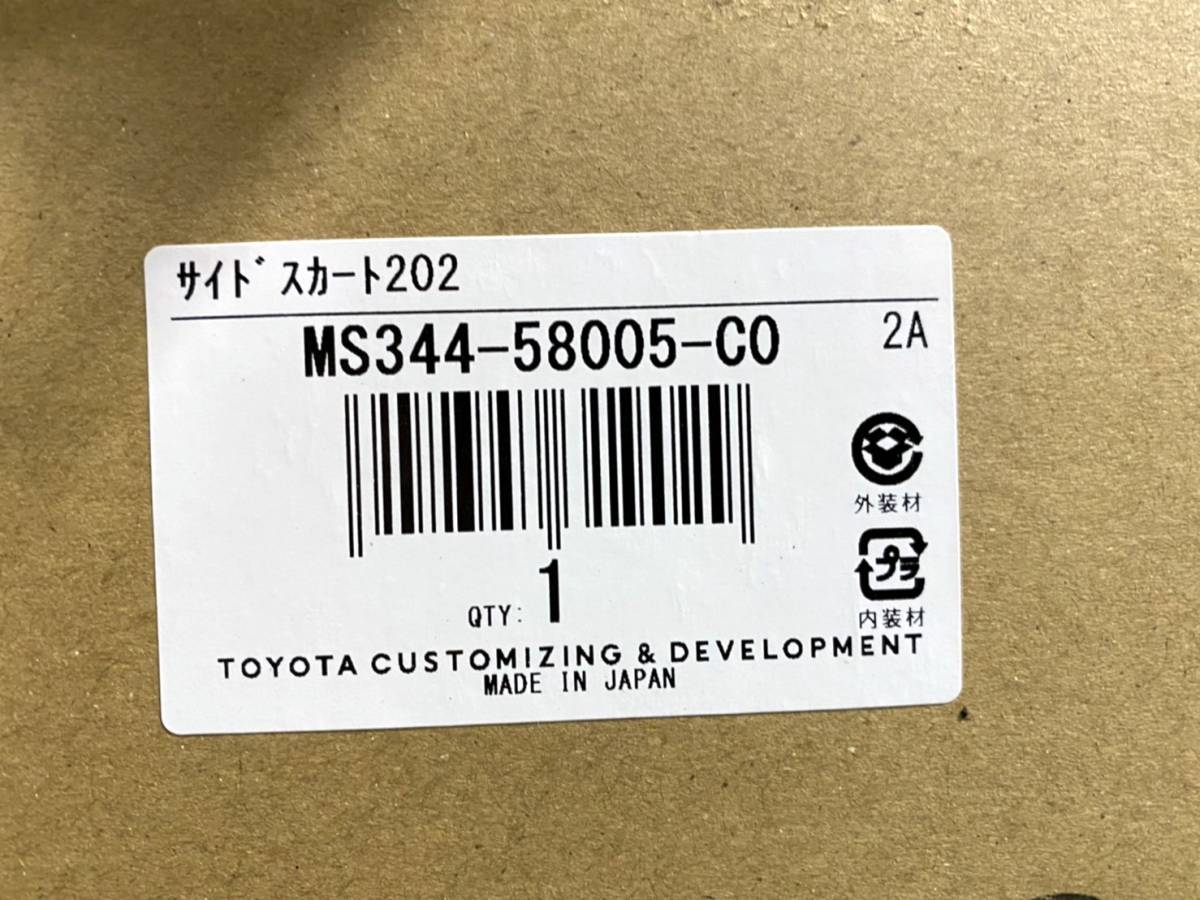 ｻｲﾄﾞｽｶｰﾄ202
MS344-58005-C0
2A
外装材
プラ
内装材
QTY: 1
TOYOTA CUSTOMIZING & DEVELOPMENT
MADE IN JAPAN